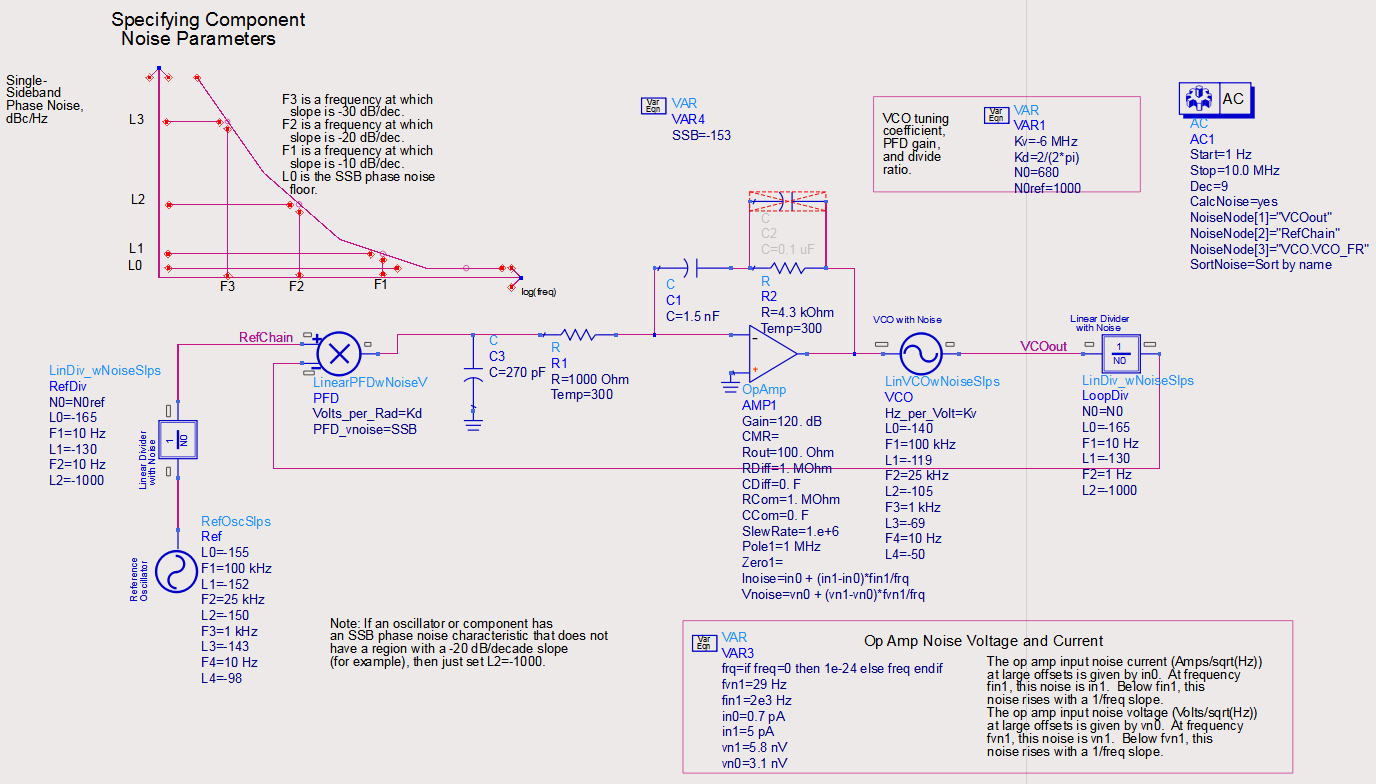 Specifying Component
Noise Parameters
Single-
Sideband
Phase Noise,
dBc/Hz
L3
L2
L1
L0
F3
F2
F1
log(freq)
F3 is a frequency at which
slope is -30 dB/dec.
F2 is a frequency at which
slope is -20 dB/dec.
F1 is a frequency at which
slope is -10 dB/dec.
L0 is the SSB phase noise
floor.
Var
Eqn
VAR
VAR4
SSB=-153
VCO tuning
coefficient,
PFD gain,
and divide
ratio.
Var
Eqn
VAR
VAR1
Kv=-6 MHz
Kd=2/(2*pi)
N0=680
N0ref=1000
AC
AC
AC1
Start=1 Hz
Stop=10.0 MHz
Dec=9
CalcNoise=yes
NoiseNode[1]="VCOout"
NoiseNode[2]="RefChain"
NoiseNode[3]="VCO.VCO_FR"
SortNoise=Sort by name
C
C2
C=0.1 uF
C
C1
C=1.5 nF
R
R2
R=4.3 kOhm
Temp=300
RefChain
LinearPFDwNoiseV
PFD
Volts_per_Rad=Kd
PFD_vnoise=SSB
C
C3
C=270 pF
R
R1
R=1000 Ohm
Temp=300
OpAmp
AMP1
Gain=120. dB
CMR=
Rout=100. Ohm
RDiff=1. MOhm
CDiff=0. F
RCom=1. MOhm
CCom=0. F
SlewRate=1.e+6
Pole1=1 MHz
Zero1=
Inoise=in0 + (in1-in0)*fin1/frq
Vnoise=vn0 + (vn1-vn0)*fvn1/frq
VCO with Noise
LinVCOwNoiseSlps
VCO
Hz_per_Volt=Kv
L0=-140
F1=100 kHz
L1=-119
F2=25 kHz
L2=-105
F3=1 kHz
L3=-69
F4=10 Hz
L4=-50
VCOout
Linear Divider
with Noise
1
N0
LinDiv_wNoiseSlps
LoopDiv
N0=N0
L0=-165
F1=10 Hz
L1=-130
F2=1 Hz
L2=-1000
LinDiv_wNoiseSlps
RefDiv
N0=N0ref
L0=-165
F1=10 Hz
L1=-130
F2=10 Hz
L2=-1000
Linear Divider
with Noise
1
N0
RefOscSlps
Ref
L0=-155
F1=100 kHz
L1=-152
F2=25 kHz
L2=-150
F3=1 kHz
L3=-143
F4=10 Hz
L4=-98
Reference
Oscillator
Note: If an oscillator or component has
an SSB phase noise characteristic that does not
have a region with a -20 dB/decade slope
(for example), then just set L2=-1000.
Var
Eqn
VAR
VAR3
frq=if freq=0 then 1e-24 else freq endif
fvn1=29 Hz
fin1=2e3 Hz
in0=0.7 pA
in1=5 pA
vn1=5.8 nV
vn0=3.1 nV
Op Amp Noise Voltage and Current
The op amp input noise current (Amps/sqrt(Hz))
at large offsets is given by in0. At frequency
fin1, this noise is in1. Below fin1, this
noise rises with a 1/freq slope.
The op amp input noise voltage (Volts/sqrt(Hz))
at large offsets is given by vn0. At frequency
fvn1, this noise is vn1. Below fvn1, this
noise rises with a 1/freq slope.